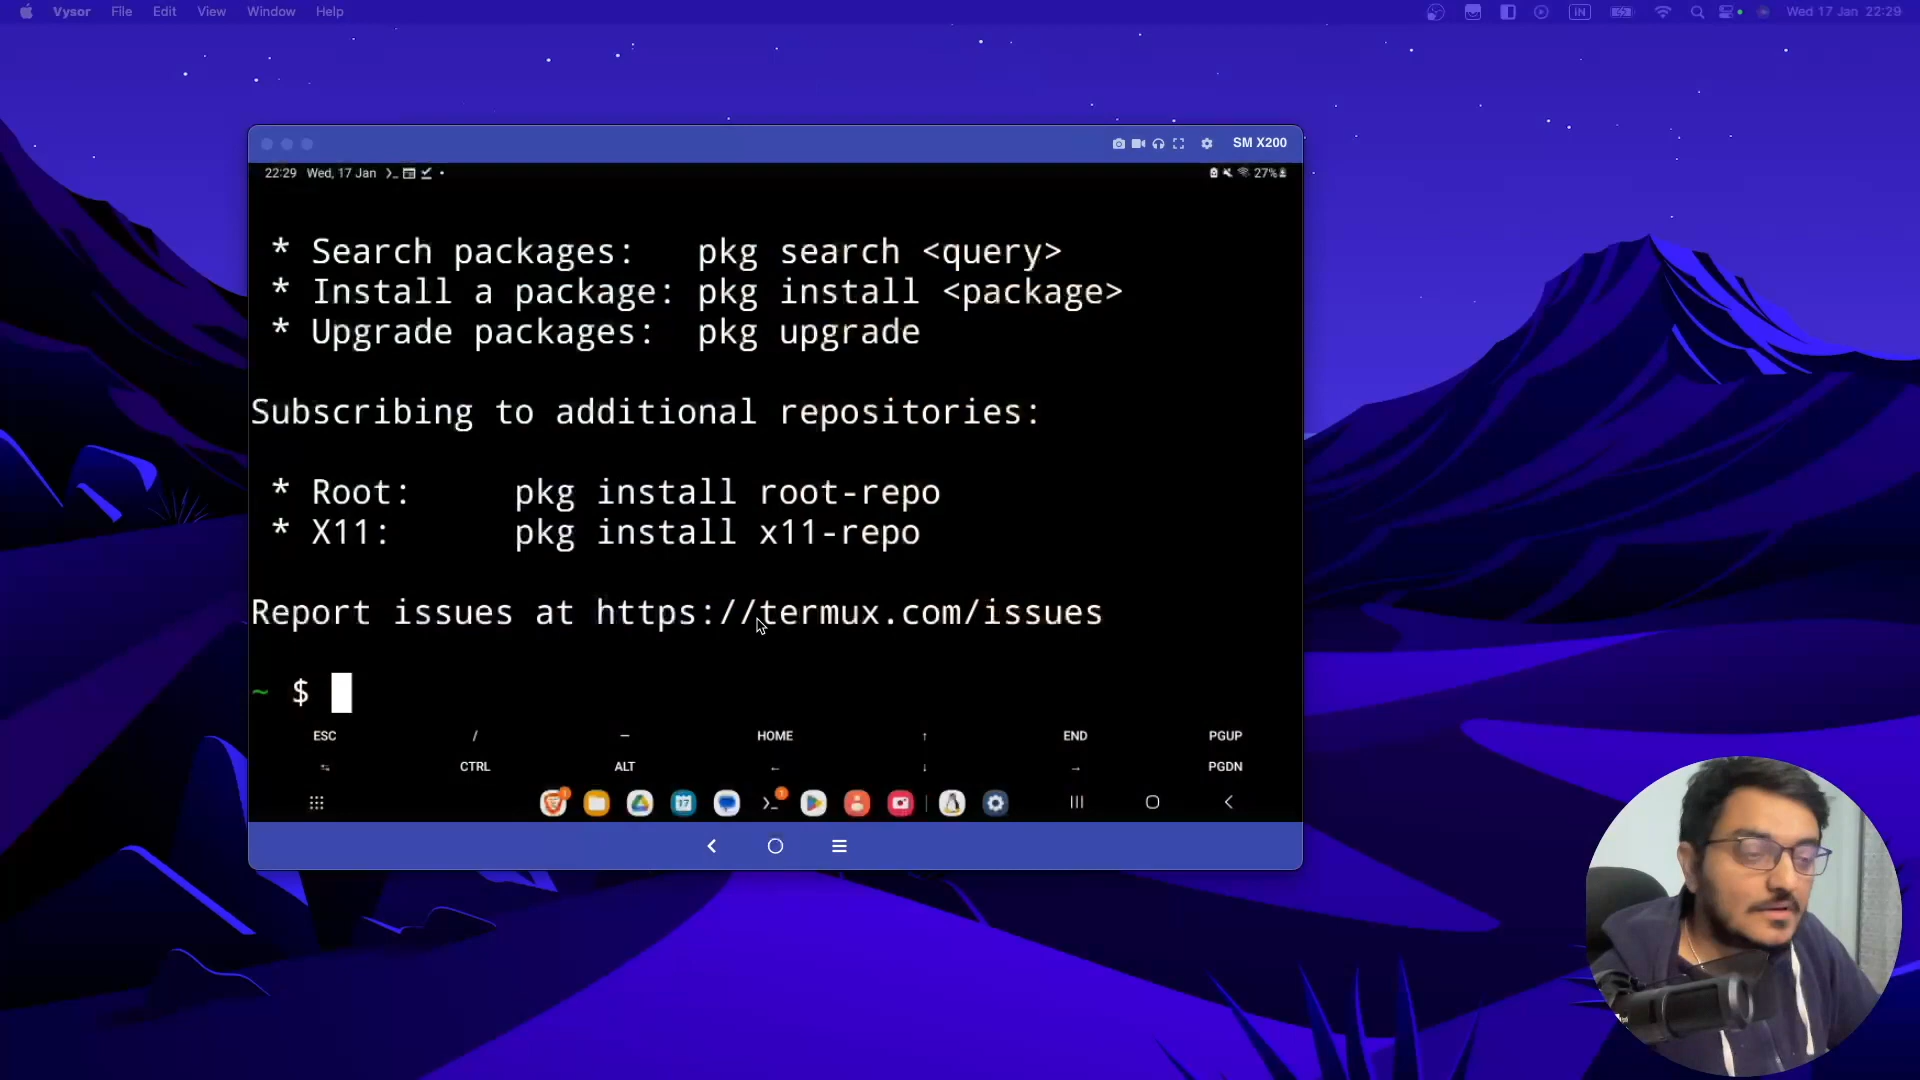 Vysor File Edit View Window Help
IN Wed 17 Jan 22:29
SM X200
22:29 Wed, 17 Jan
27%
* Search packages: pkg search <query>
* Install a package: pkg install <package>
* Upgrade packages: pkg upgrade
Subscribing to additional repositories:
* Root: pkg install root-repo
* X11: pkg install x11-repo
Report issues at https://termux.com/issues
~ $
ESC / — HOME ↑ END PGUP
CTRL ALT ← ↓ → PGDN
17